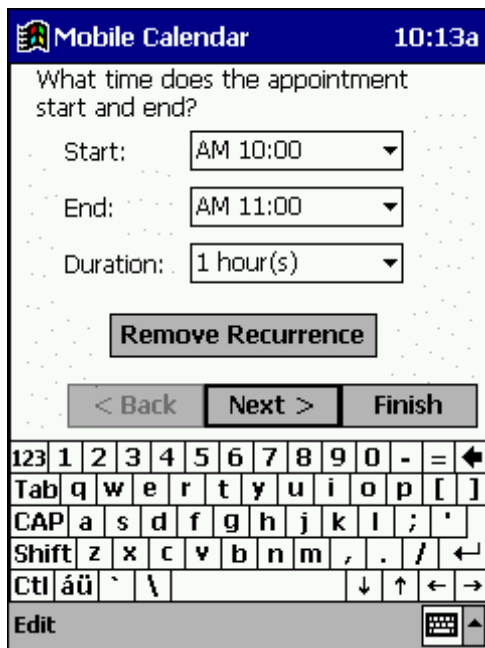 Mobile Calendar 10:13a
What time does the appointment
start and end?
Start: AM 10:00
End: AM 11:00
Duration: 1 hour(s)
Remove Recurrence
< Back Next > Finish
123 1 2 3 4 5 6 7 8 9 0 - =
Tab q w e r t y u i o p [ ]
CAP a s d f g h j k l ; '
Shift z x c v b n m , . /
Ctl áü ` \ ↓ ↑ ← →
Edit